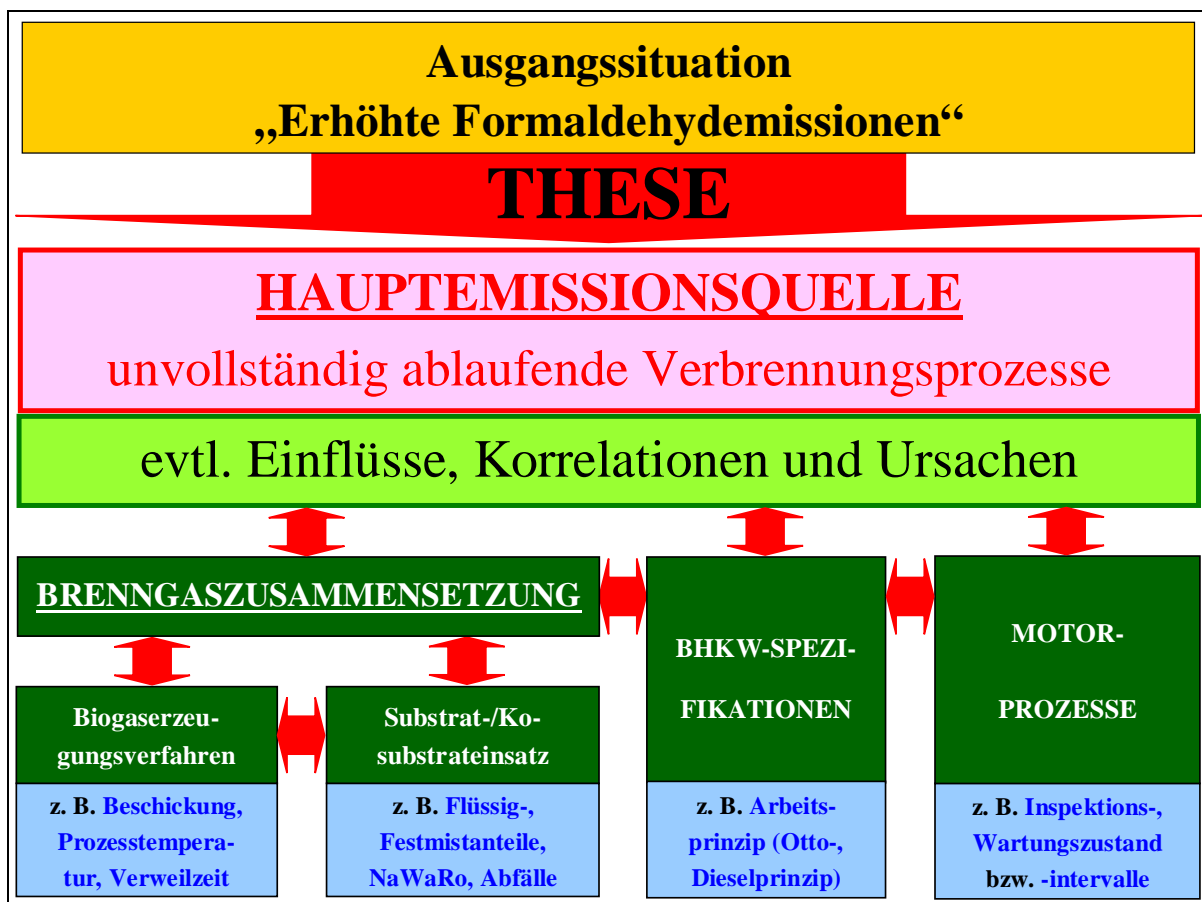 Ausgangssituation
„Erhöhte Formaldehydemissionen“
THESE
HAUPTEMISSIONSQUELLE
unvollständig ablaufende Verbrennungsprozesse
evtl. Einflüsse, Korrelationen und Ursachen
BRENNGASZUSAMMENSETZUNG
Biogaserzeu-
gungsverfahren
z. B. Beschickung,
Prozesstempera-
tur, Verweilzeit
Substrat-/Ko-
substrateinsatz
z. B. Flüssig-,
Festmistanteile,
NaWaRo, Abfälle
BHKW-SPEZI-
FIKATIONEN
z. B. Arbeits-
prinzip (Otto-,
Dieselprinzip)
MOTOR-
PROZESSE
z. B. Inspektions-,
Wartungszustand
bzw. -intervalle